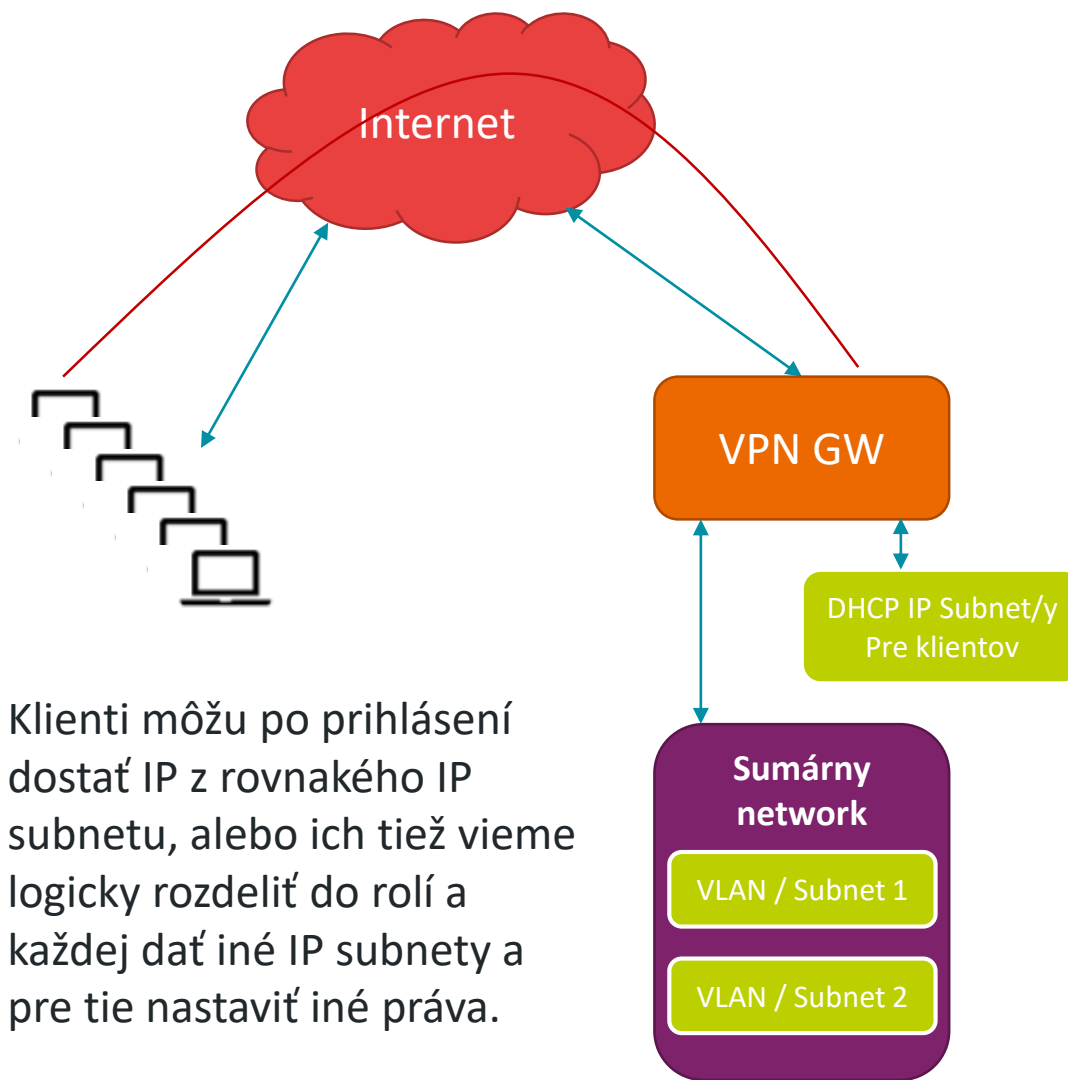 Internet
VPN GW
DHCP IP Subnet/y
Pre klientov
Klienti môžu po prihlásení
dostať IP z rovnakého IP
subnetu, alebo ich tiež vieme
logicky rozdeliť do rolí a
každej dať iné IP subnety a
pre tie nastaviť iné práva.
Sumárny
network
VLAN / Subnet 1
VLAN / Subnet 2